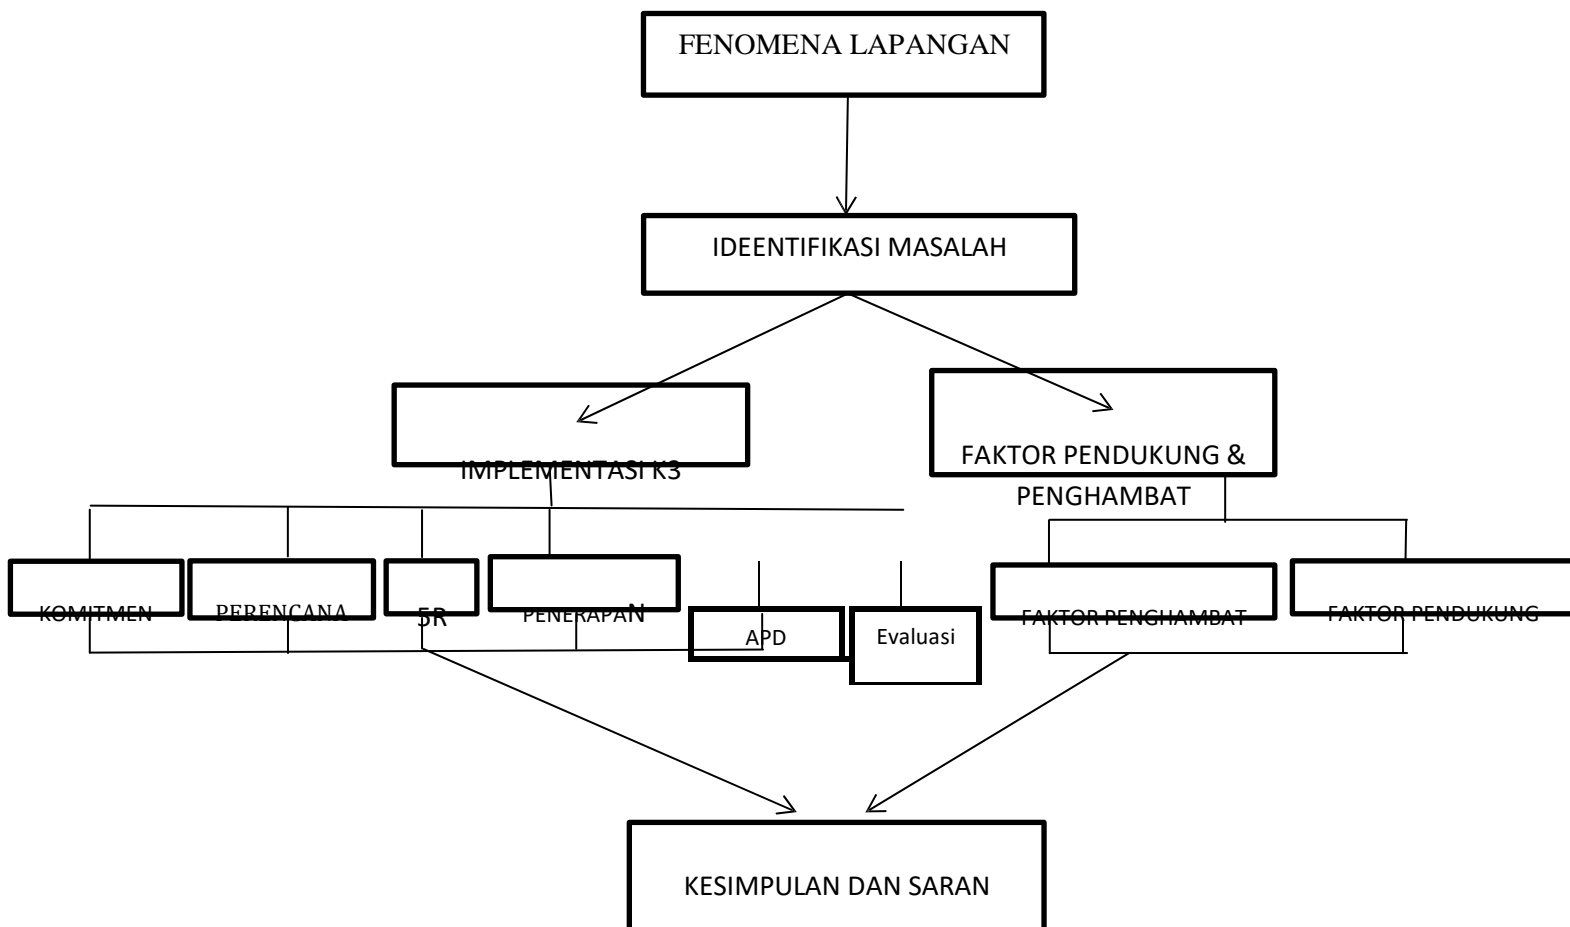 FENOMENA LAPANGAN
IDEENTIFIKASI MASALAH
IMPLEMENTASI K3
FAKTOR PENDUKUNG &
PENGHAMBAT
KOMITMEN
PERENCANA
5R
PENERAPAN
APD
Evaluasi
FAKTOR PENGHAMBAT
FAKTOR PENDUKUNG
KESIMPULAN DAN SARAN